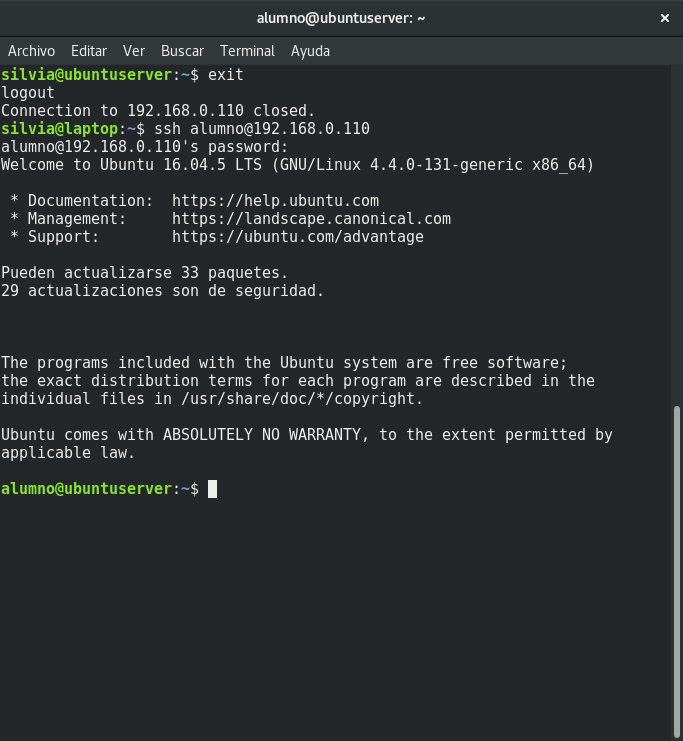 alumno@ubuntuserver: ~
×
Archivo Editar Ver Buscar Terminal Ayuda
silvia@ubuntuserver:~$ exit
logout
Connection to 192.168.0.110 closed.
silvia@laptop:~$ ssh alumno@192.168.0.110
alumno@192.168.0.110's password:
Welcome to Ubuntu 16.04.5 LTS (GNU/Linux 4.4.0-131-generic x86_64)
* Documentation:  https://help.ubuntu.com
* Management:     https://landscape.canonical.com
* Support:        https://ubuntu.com/advantage
Pueden actualizarse 33 paquetes.
29 actualizaciones son de seguridad.
The programs included with the Ubuntu system are free software;
the exact distribution terms for each program are described in the
individual files in /usr/share/doc/*/copyright.
Ubuntu comes with ABSOLUTELY NO WARRANTY, to the extent permitted by
applicable law.
alumno@ubuntuserver:~$